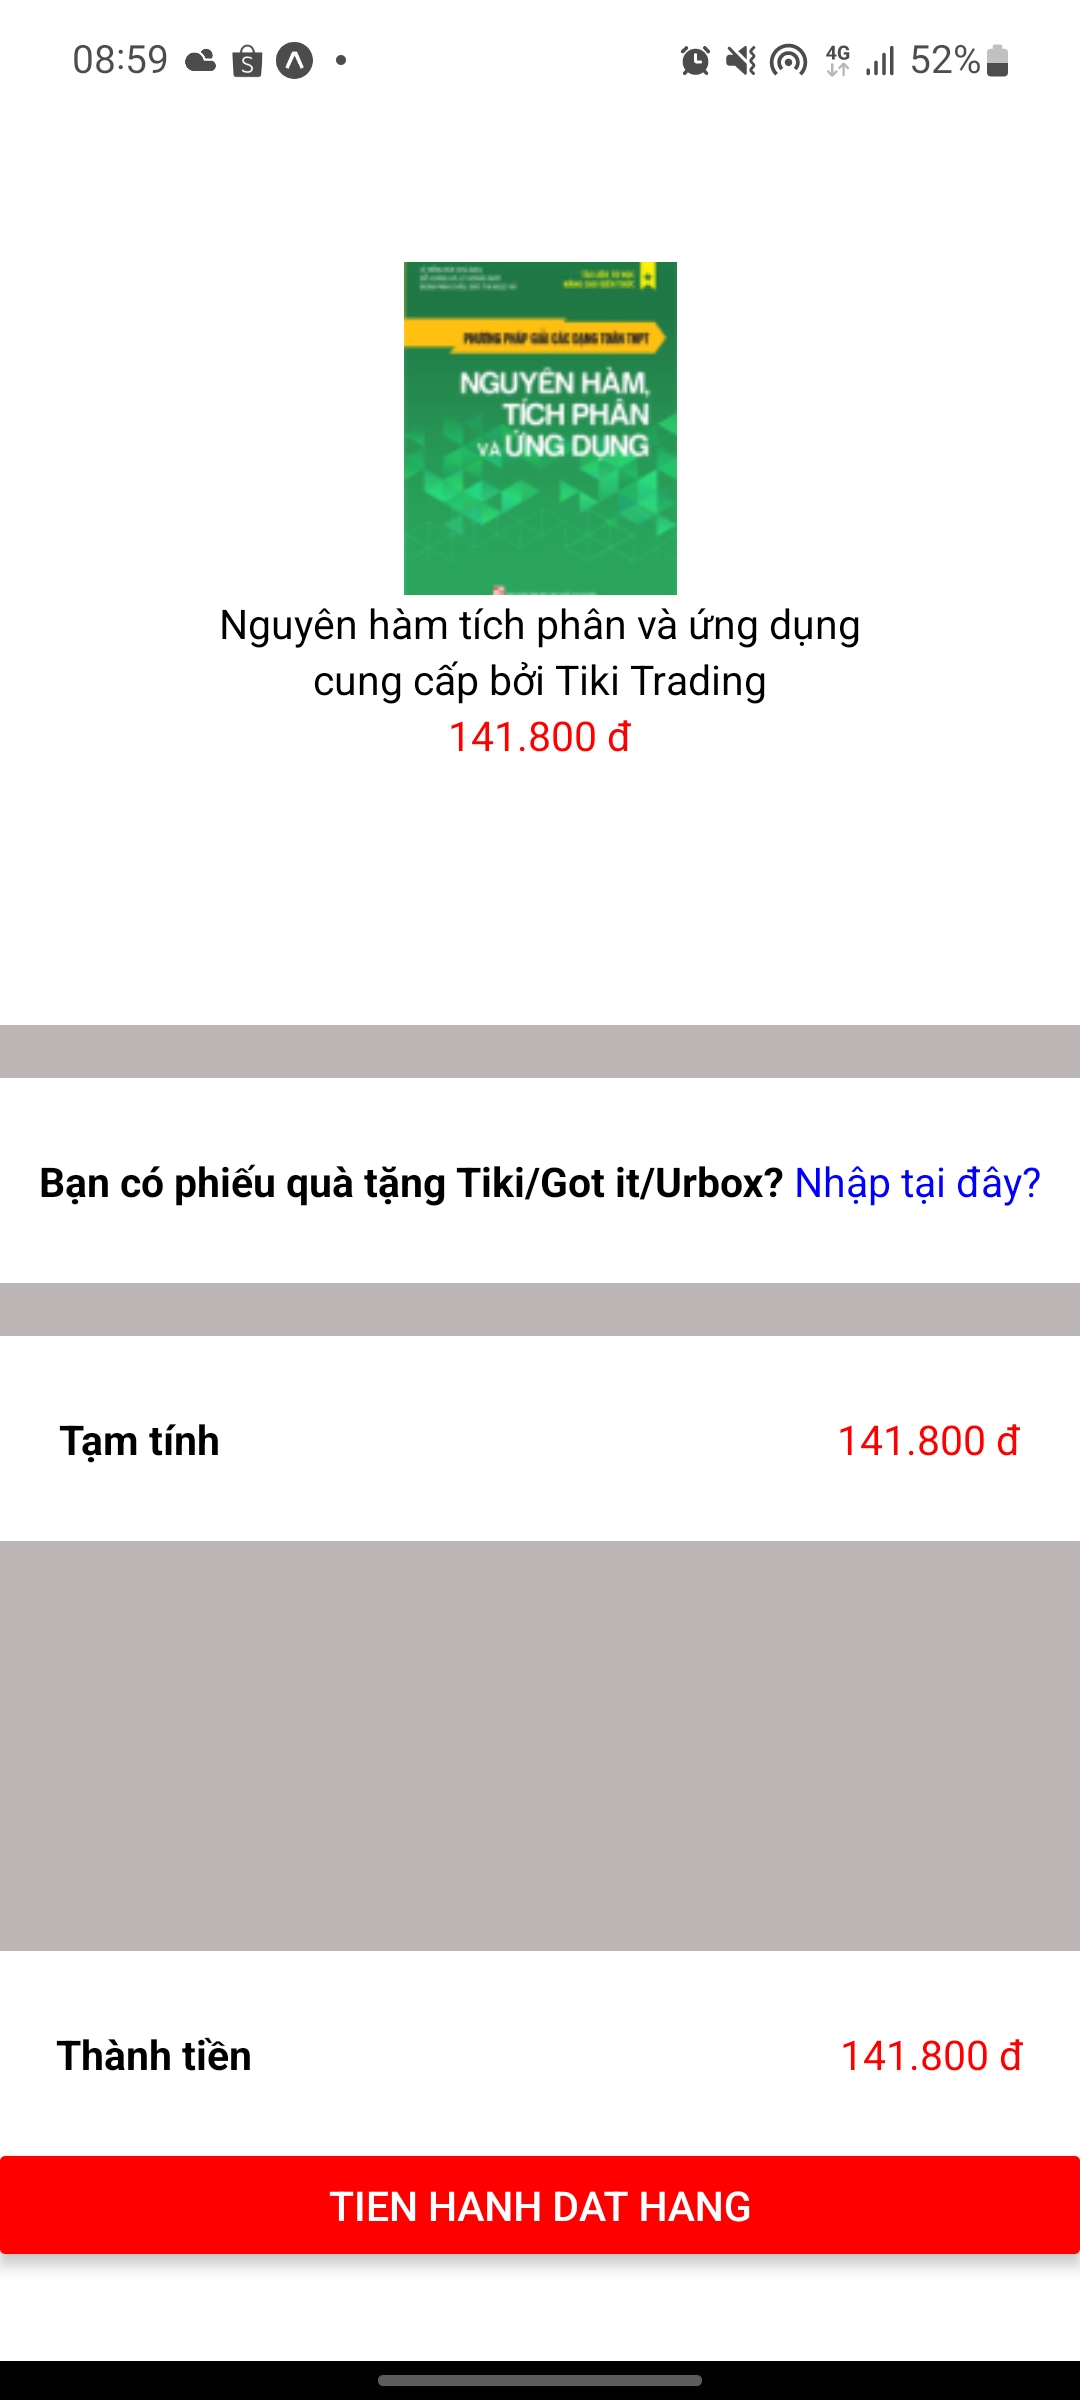 08:59
4G
52%
PHƯƠNG PHÁP GIẢI CÁC DẠNG TOÁN THPT
NGUYÊN HÀM,
TÍCH PHÂN
VÀ ỨNG DỤNG
Nguyên hàm tích phân và ứng dụng
cung cấp bởi Tiki Trading
141.800 đ
Bạn có phiếu quà tặng Tiki/Got it/Urbox? Nhập tại đây?
Tạm tính 141.800 đ
Thành tiền 141.800 đ
TIEN HANH DAT HANG